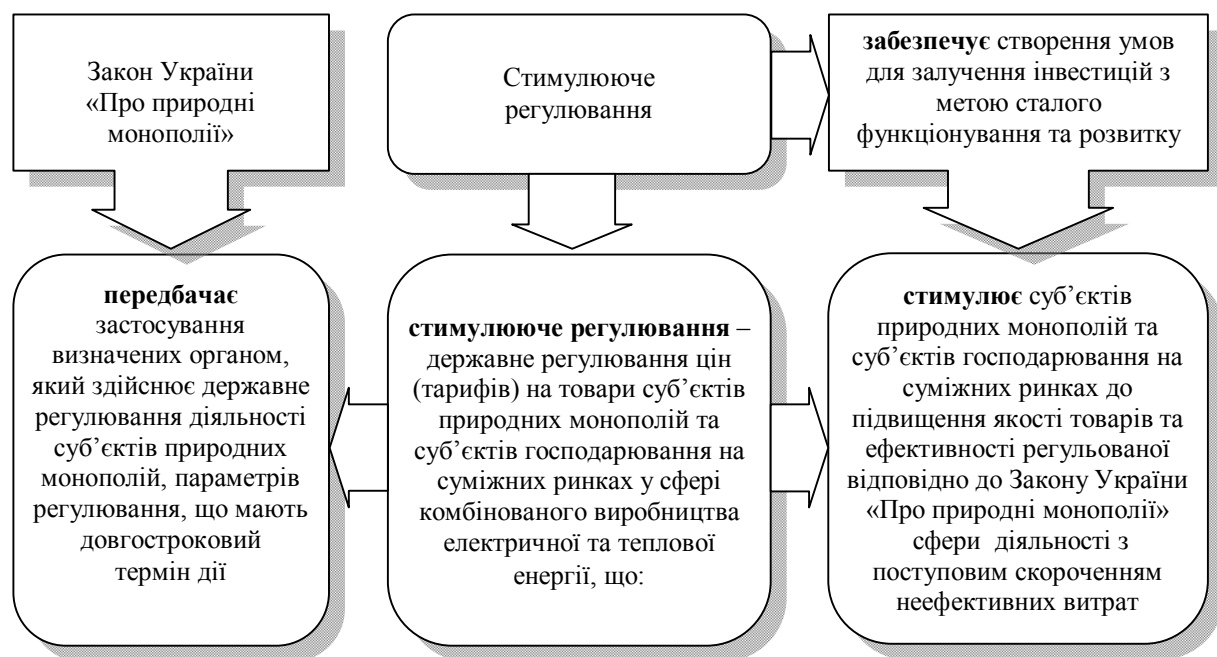 Закон України
«Про природні
монополії»
Стимулююче
регулювання
забезпечує створення умов
для залучення інвестицій з
метою сталого
функціонування та розвитку
передбачає
застосування
визначених органом,
який здійснює державне
регулювання діяльності
суб’єктів природних
монополій, параметрів
регулювання, що мають
довгостроковий
термін дії
стимулююче регулювання –
державне регулювання цін
(тарифів) на товари суб’єктів
природних монополій та
суб’єктів господарювання на
суміжних ринках у сфері
комбінованого виробництва
електричної та теплової
енергії, що:
стимулює суб’єктів
природних монополій та
суб’єктів господарювання на
суміжних ринках до
підвищення якості товарів та
ефективності регульованої
відповідно до Закону України
«Про природні монополії»
сфери діяльності з
поступовим скороченням
неефективних витрат